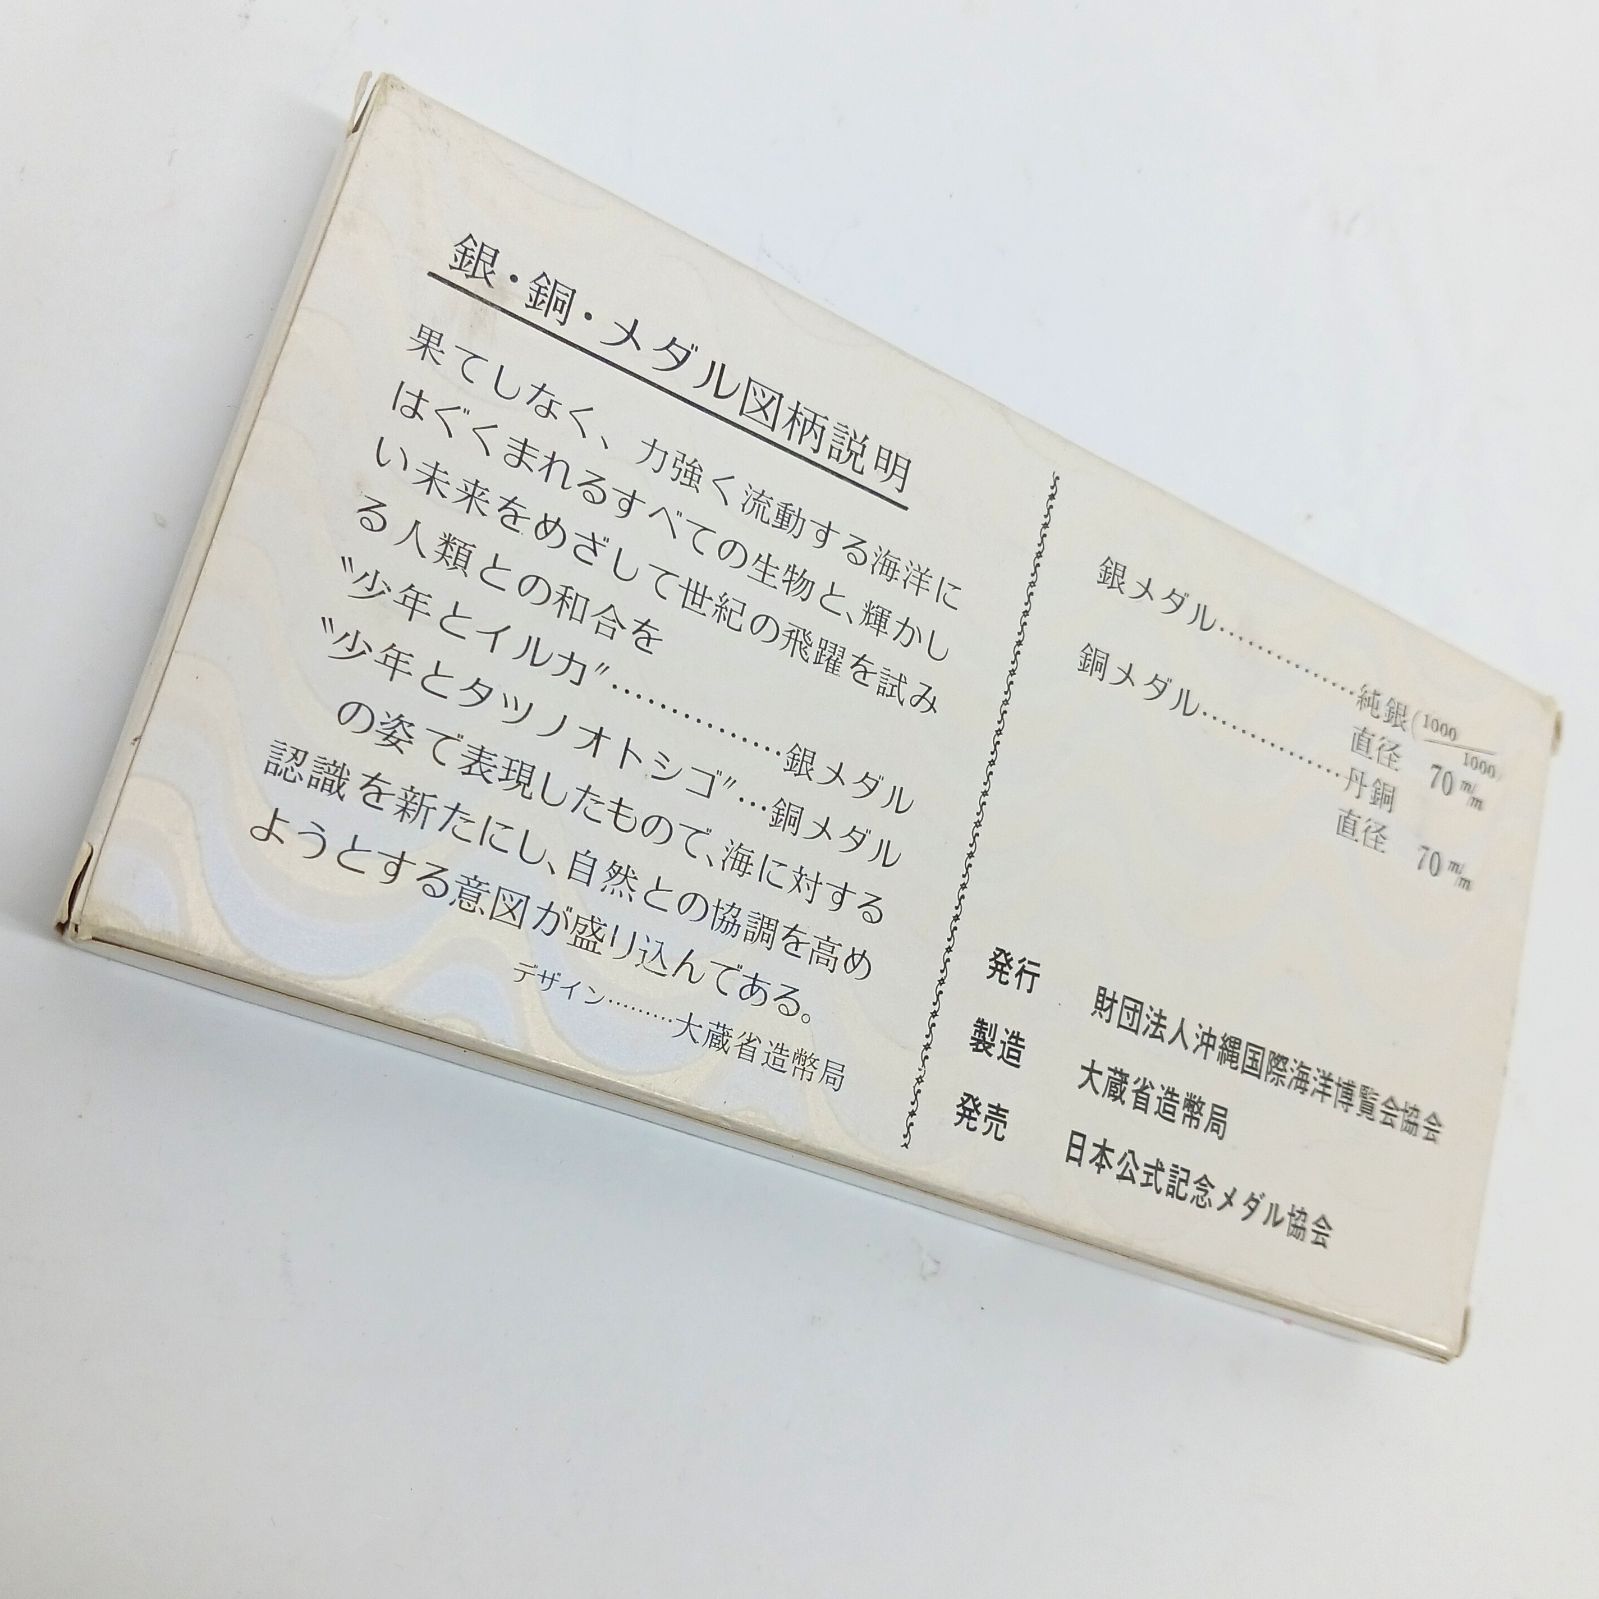 銀・銅・メダル図柄説明
果てしなく、力強く流動する海洋に
はぐくまれるすべての生物と、輝かし
い未来をめざして世紀の飛躍を試み
る人類との和合を
〝少年とイルカ〞……………銀メダル
〝少年とタツノオトシゴ〞…銅メダル
の姿で表現したもので、海に対する
認識を新たにし、自然との協調を高め
ようとする意図が盛り込んである。
デザイン………大蔵省造幣局
銀メダル……………純銀(1000/1000)
直径 70 m/m
銅メダル……………丹銅
直径 70 m/m
発行 財団法人沖縄国際海洋博覧会協会
製造 大蔵省造幣局
発売 日本公式記念メダル協会